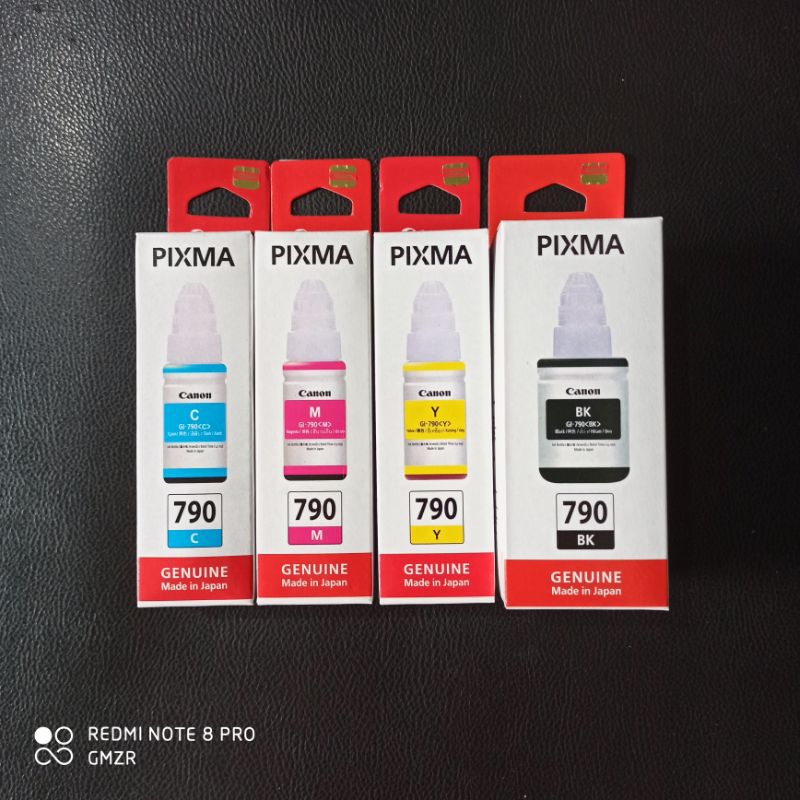 PIXMA
Canon
C
GI-790<C>
790
C
GENUINE
Made in Japan
PIXMA
Canon
M
GI-790<M>
790
M
GENUINE
Made in Japan
PIXMA
Canon
Y
GI-790<Y>
790
Y
GENUINE
Made in Japan
PIXMA
Canon
BK
GI-790<BK>
790
BK
GENUINE
Made in Japan
REDMI NOTE 8 PRO
GMZR